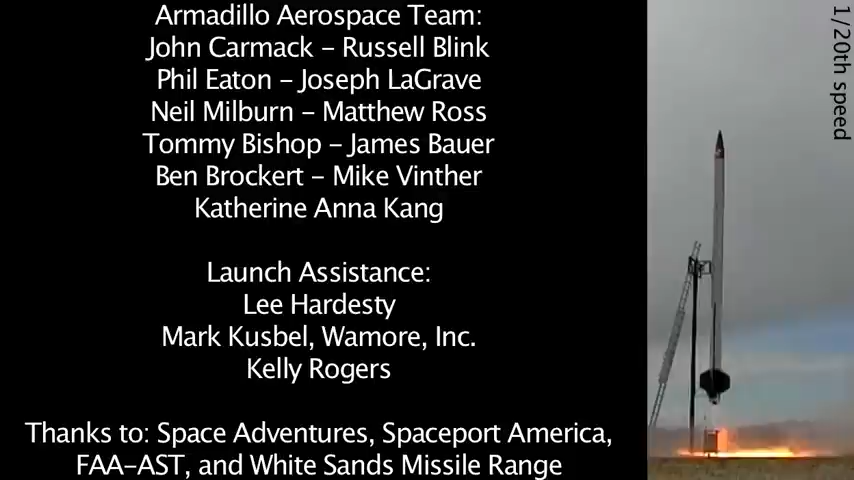 Armadillo Aerospace Team:
John Carmack - Russell Blink
Phil Eaton - Joseph LaGrave
Neil Milburn - Matthew Ross
Tommy Bishop - James Bauer
Ben Brockert - Mike Vinther
Katherine Anna Kang
Launch Assistance:
Lee Hardesty
Mark Kusbel, Wamore, Inc.
Kelly Rogers
Thanks to: Space Adventures, Spaceport America,
FAA-AST, and White Sands Missile Range
1/20th speed